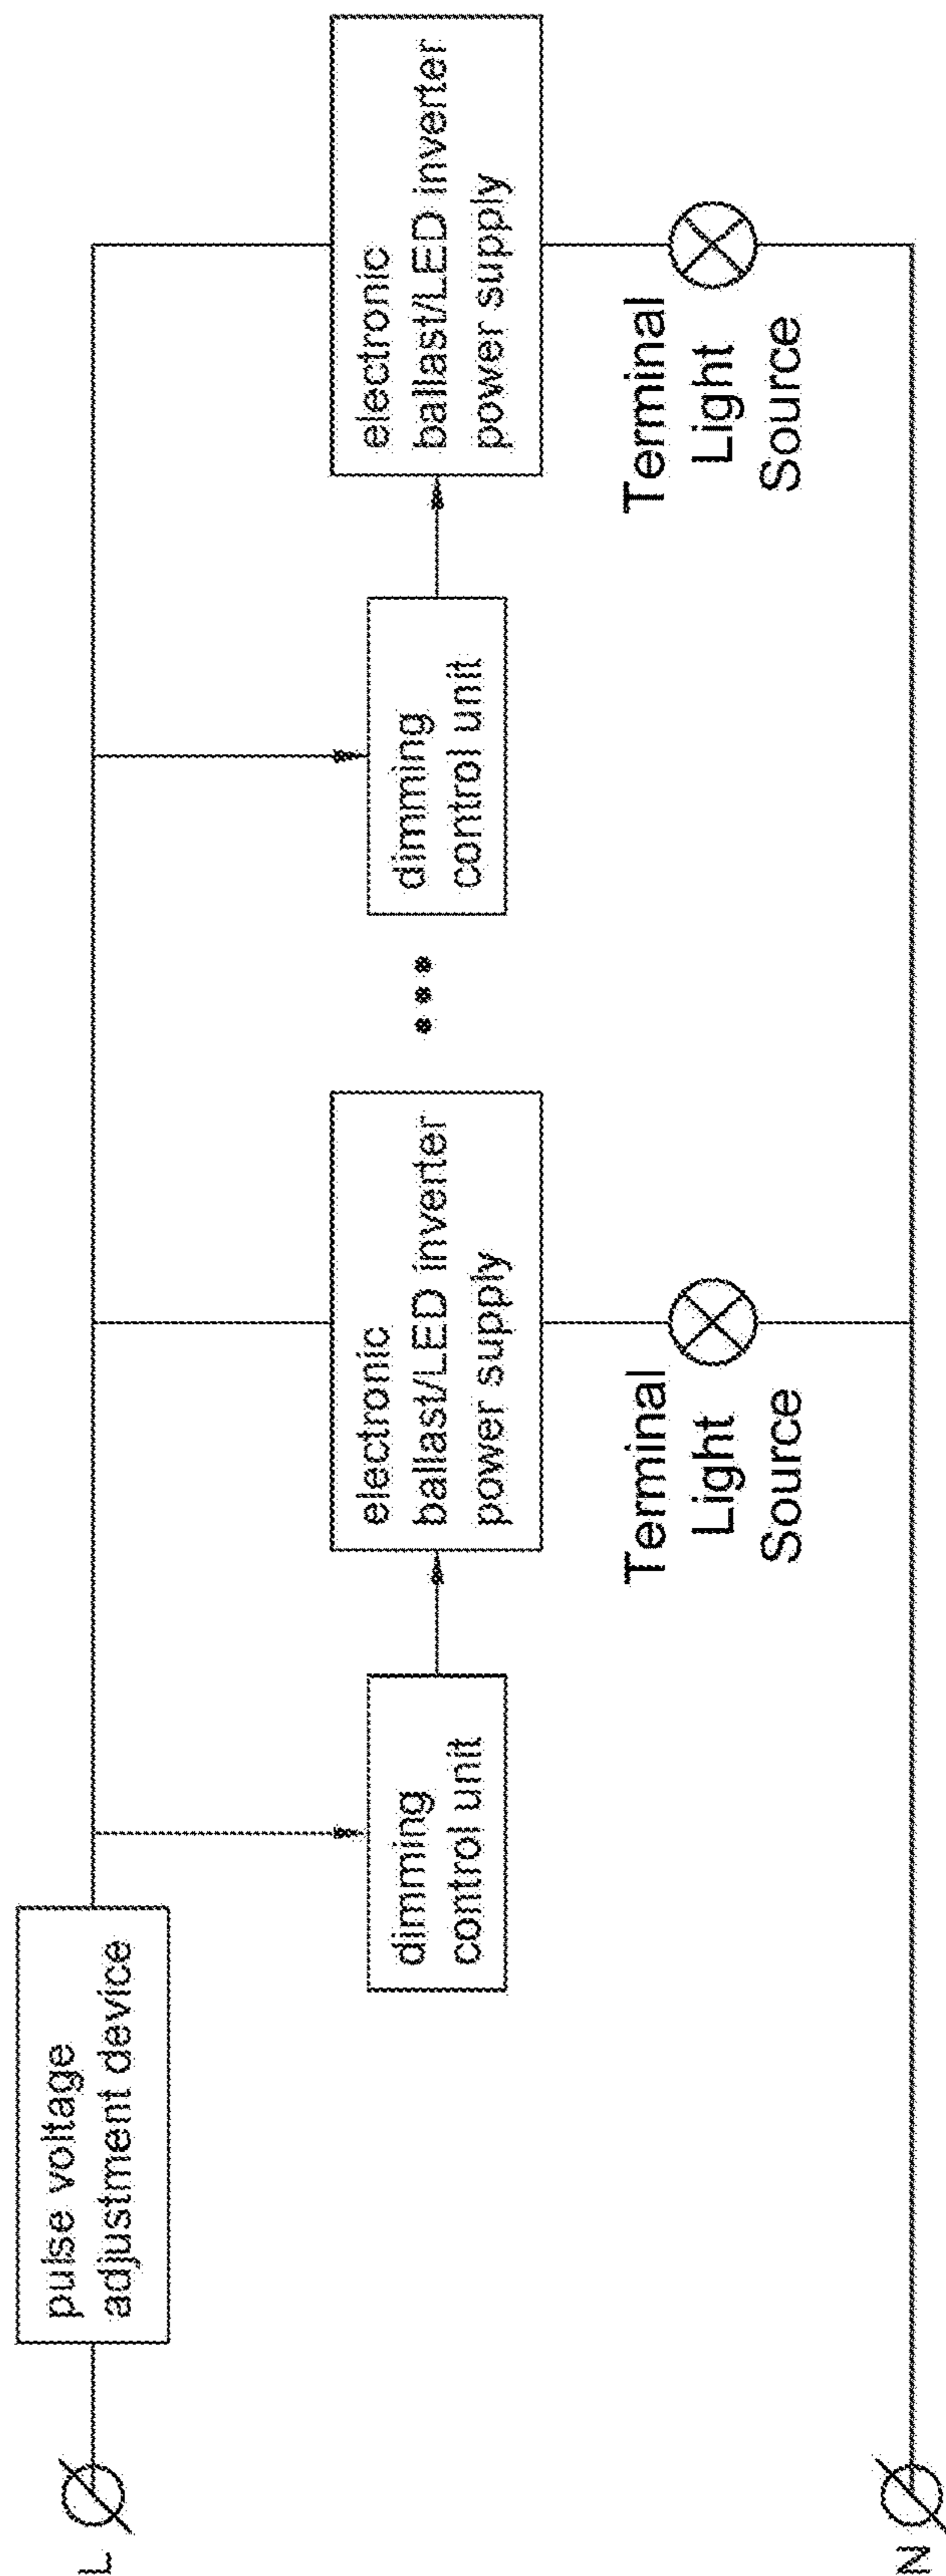 L
pulse voltage
adjustment device
dimming
control unit
electronic
ballast/LED inverter
power supply
Terminal
Light
Source
dimming
control unit
electronic
ballast/LED inverter
power supply
Terminal
Light
Source
N